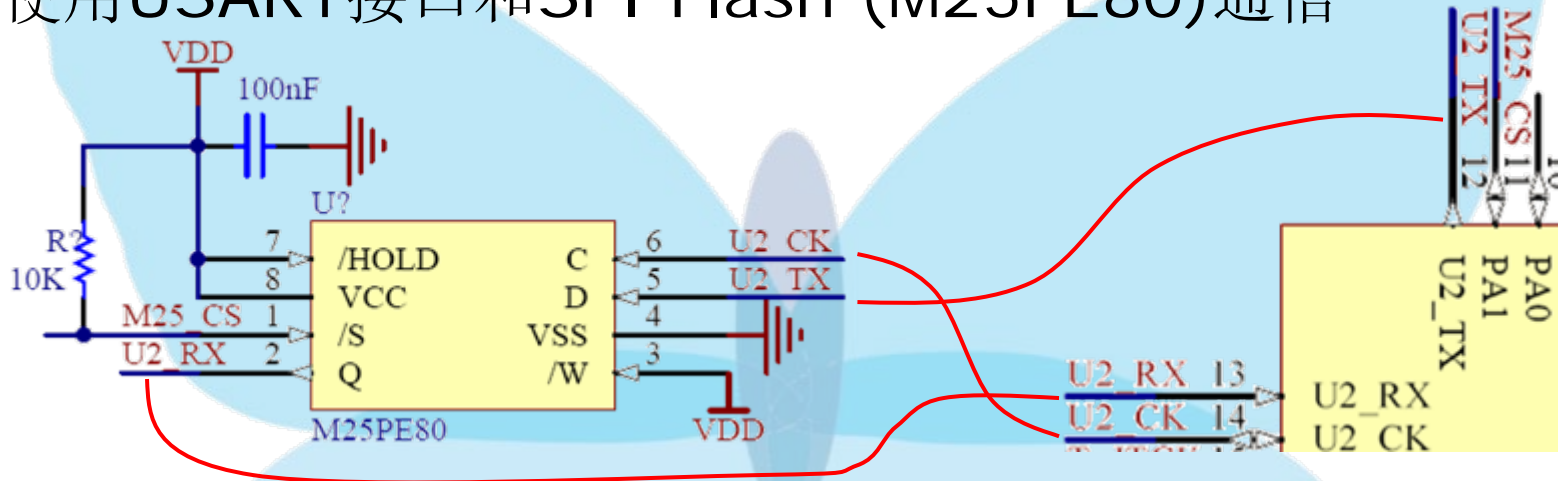 使用USART接口和SPI Flash (M25PE80)通信
VDD
100nF
U?
R?
10K
7
/HOLD
8
VCC
M25_CS 1
/S
U2_RX 2
Q
C
6
U2_CK
D
5
U2_TX
VSS
4
/W
3
M25PE80
VDD
U2_TX
12
M25_CS
11
U2_TX
PA1
PA0
U2_RX 13
U2_RX
U2_CK 14
U2_CK